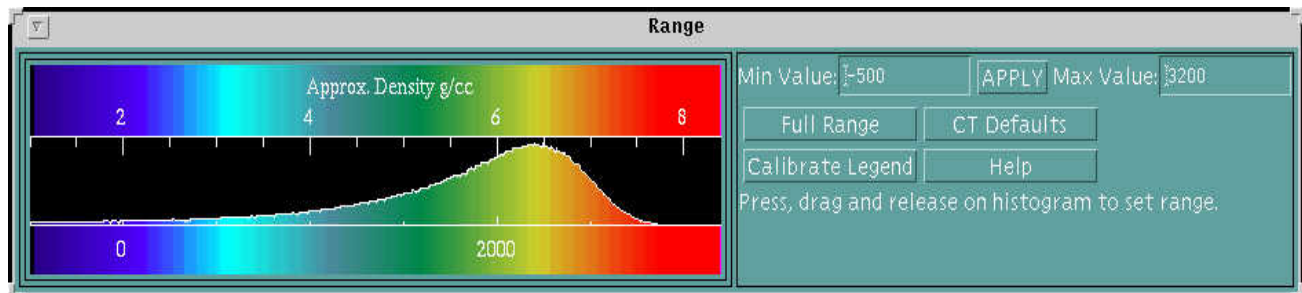 Range
Approx. Density g/cc
2 4 6 8
0 2000
Min Value: -500 APPLY Max Value: 3200
Full Range CT Defaults
Calibrate Legend Help
Press, drag and release on histogram to set range.